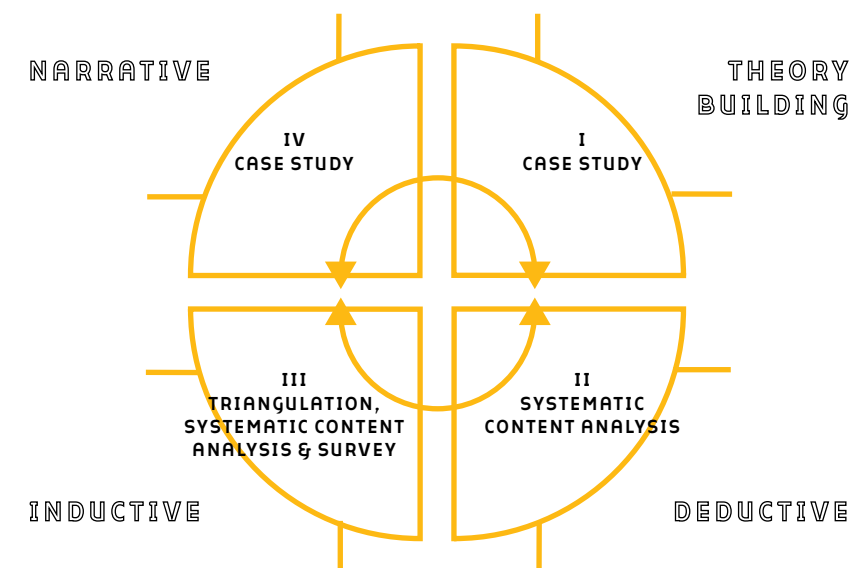 NARRATIVE
THEORY
BUILDING
IV
CASE STUDY
I
CASE STUDY
III
TRIANGULATION,
SYSTEMATIC CONTENT
ANALYSIS & SURVEY
II
SYSTEMATIC
CONTENT ANALYSIS
INDUCTIVE
DEDUCTIVE